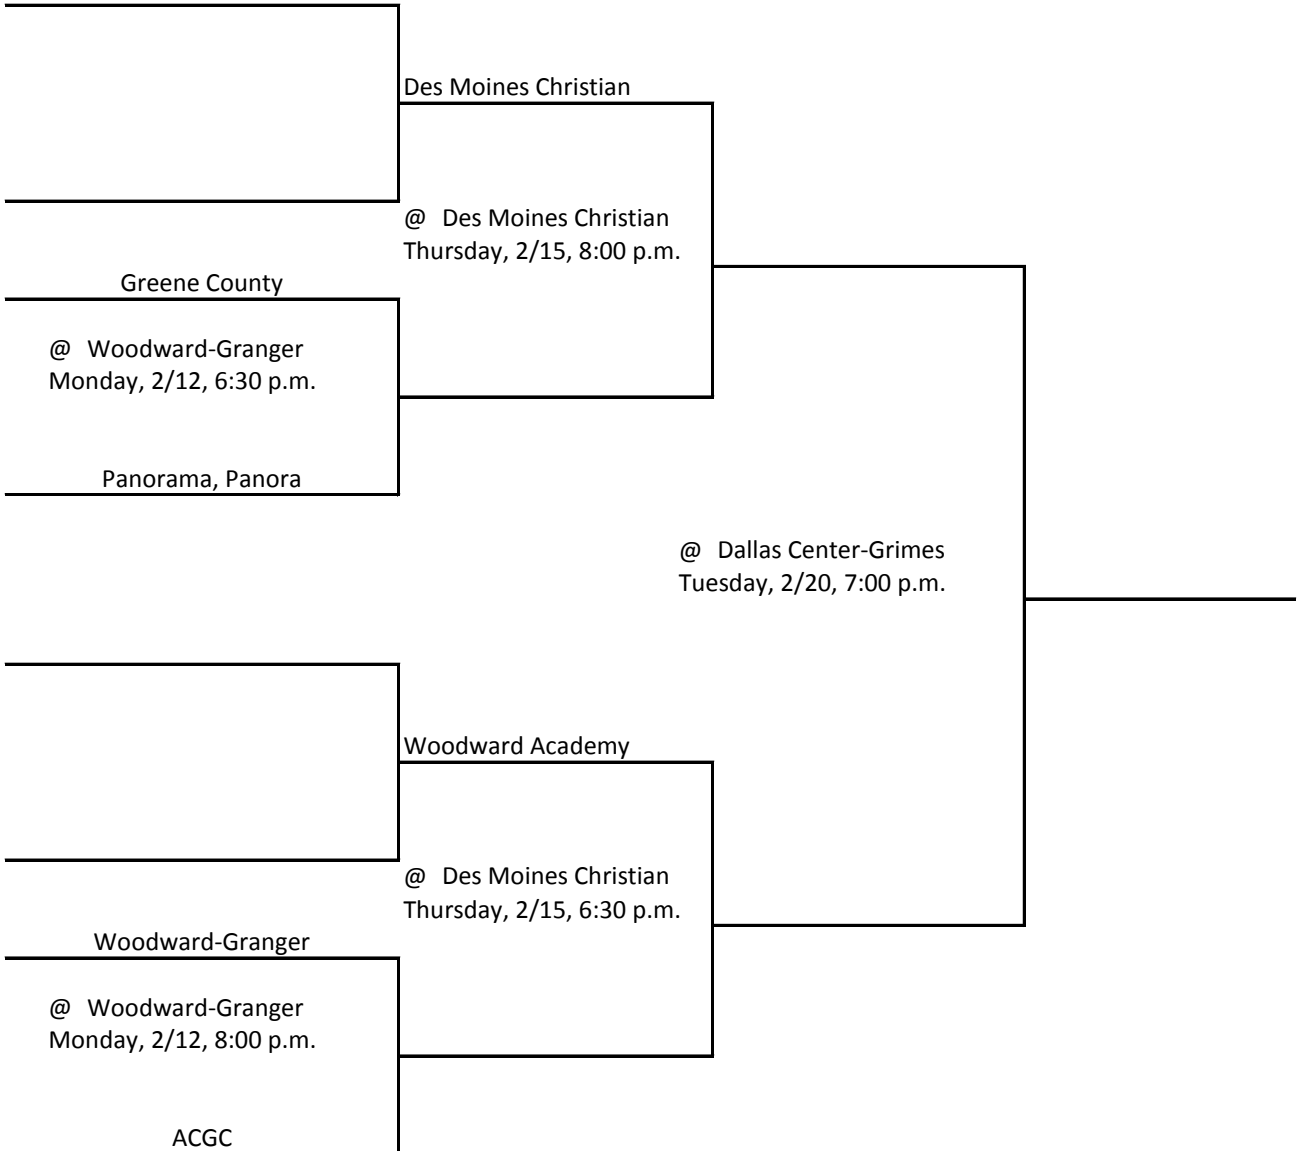 Des Moines Christian
@ Des Moines Christian
Thursday, 2/15, 8:00 p.m.
Greene County
@ Woodward-Granger
Monday, 2/12, 6:30 p.m.
Panorama, Panora
@ Dallas Center-Grimes
Tuesday, 2/20, 7:00 p.m.
Woodward Academy
@ Des Moines Christian
Thursday, 2/15, 6:30 p.m.
Woodward-Granger
@ Woodward-Granger
Monday, 2/12, 8:00 p.m.
ACGC